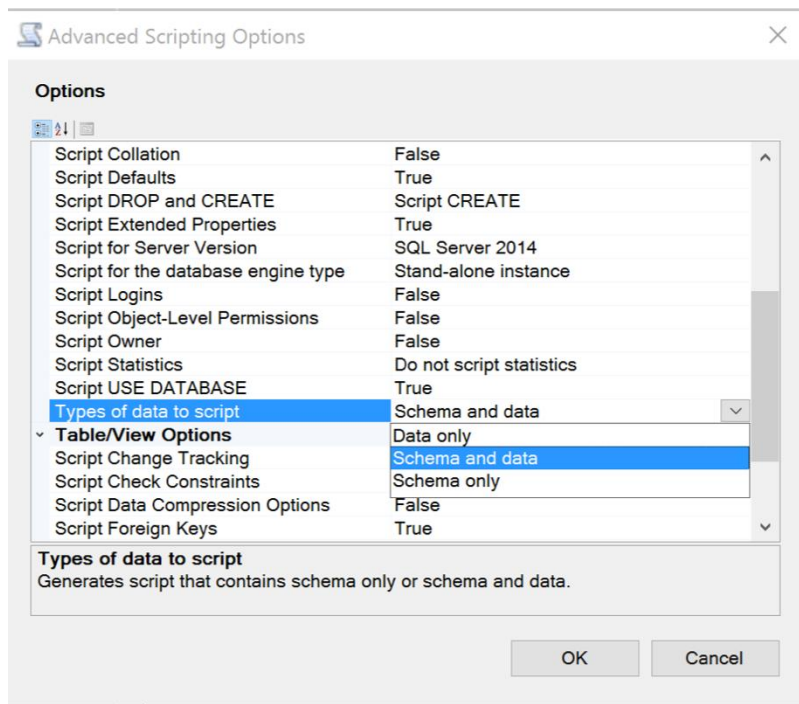 Advanced Scripting Options
Options
Script Collation False
Script Defaults True
Script DROP and CREATE Script CREATE
Script Extended Properties True
Script for Server Version SQL Server 2014
Script for the database engine type Stand-alone instance
Script Logins False
Script Object-Level Permissions False
Script Owner False
Script Statistics Do not script statistics
Script USE DATABASE True
Types of data to script Schema and data
Table/View Options Data only
Script Change Tracking Schema and data
Script Check Constraints Schema only
Script Data Compression Options False
Script Foreign Keys True
Types of data to script
Generates script that contains schema only or schema and data.
OK Cancel